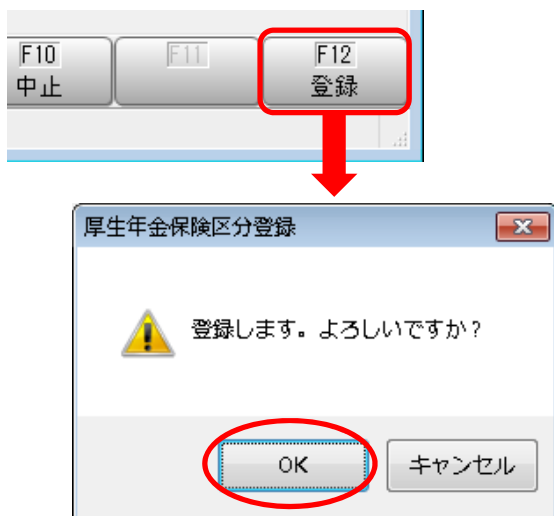 F10
中止
F11
F12
登録
厚生年金保険区分登録
登録します。よろしいですか?
OK
キャンセル